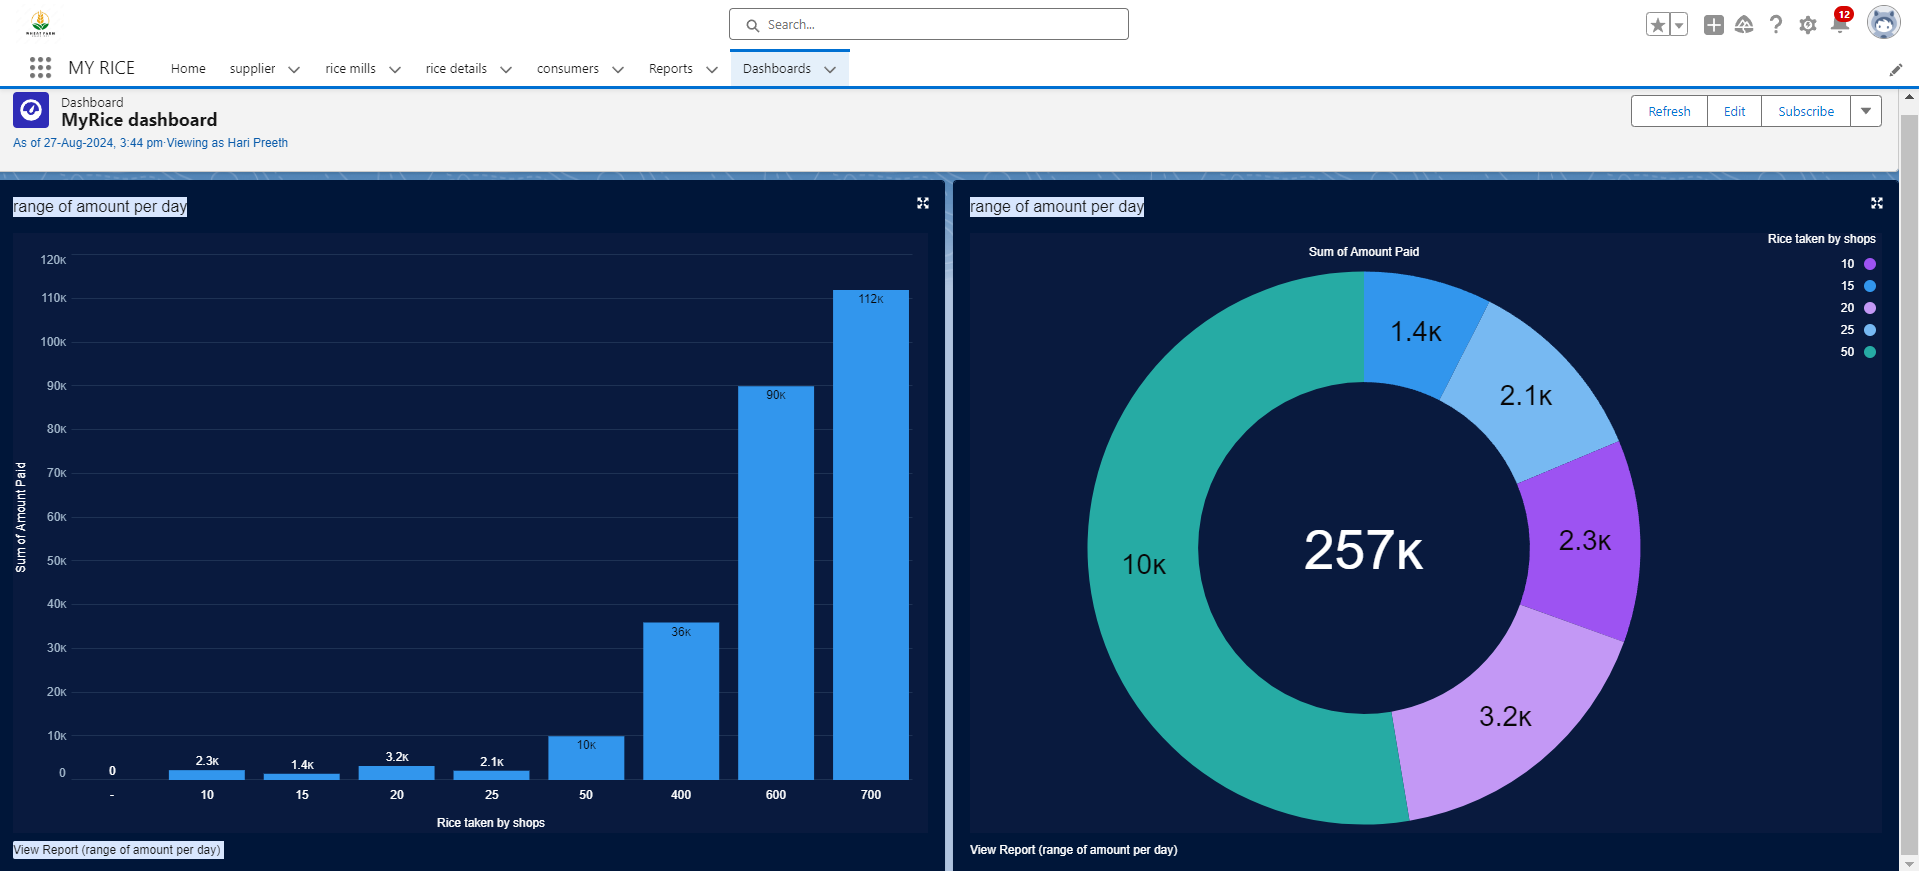 WHEAT FARM
Search...
12
MY RICE
Home
supplier
rice mills
rice details
consumers
Reports
Dashboards
Dashboard
MyRice dashboard
As of 27-Aug-2024, 3:44 pm·Viewing as Hari Preeth
Refresh
Edit
Subscribe
range of amount per day
120K
110K
100K
90K
80K
70K
60K
50K
40K
30K
20K
10K
0
Sum of Amount Paid
0
2.3K
1.4K
3.2K
2.1K
10K
36K
90K
112K
-
10
15
20
25
50
400
600
700
Rice taken by shops
View Report (range of amount per day)
range of amount per day
Sum of Amount Paid
Rice taken by shops
10
15
20
25
50
1.4K
2.1K
2.3K
3.2K
10K
257K
View Report (range of amount per day)